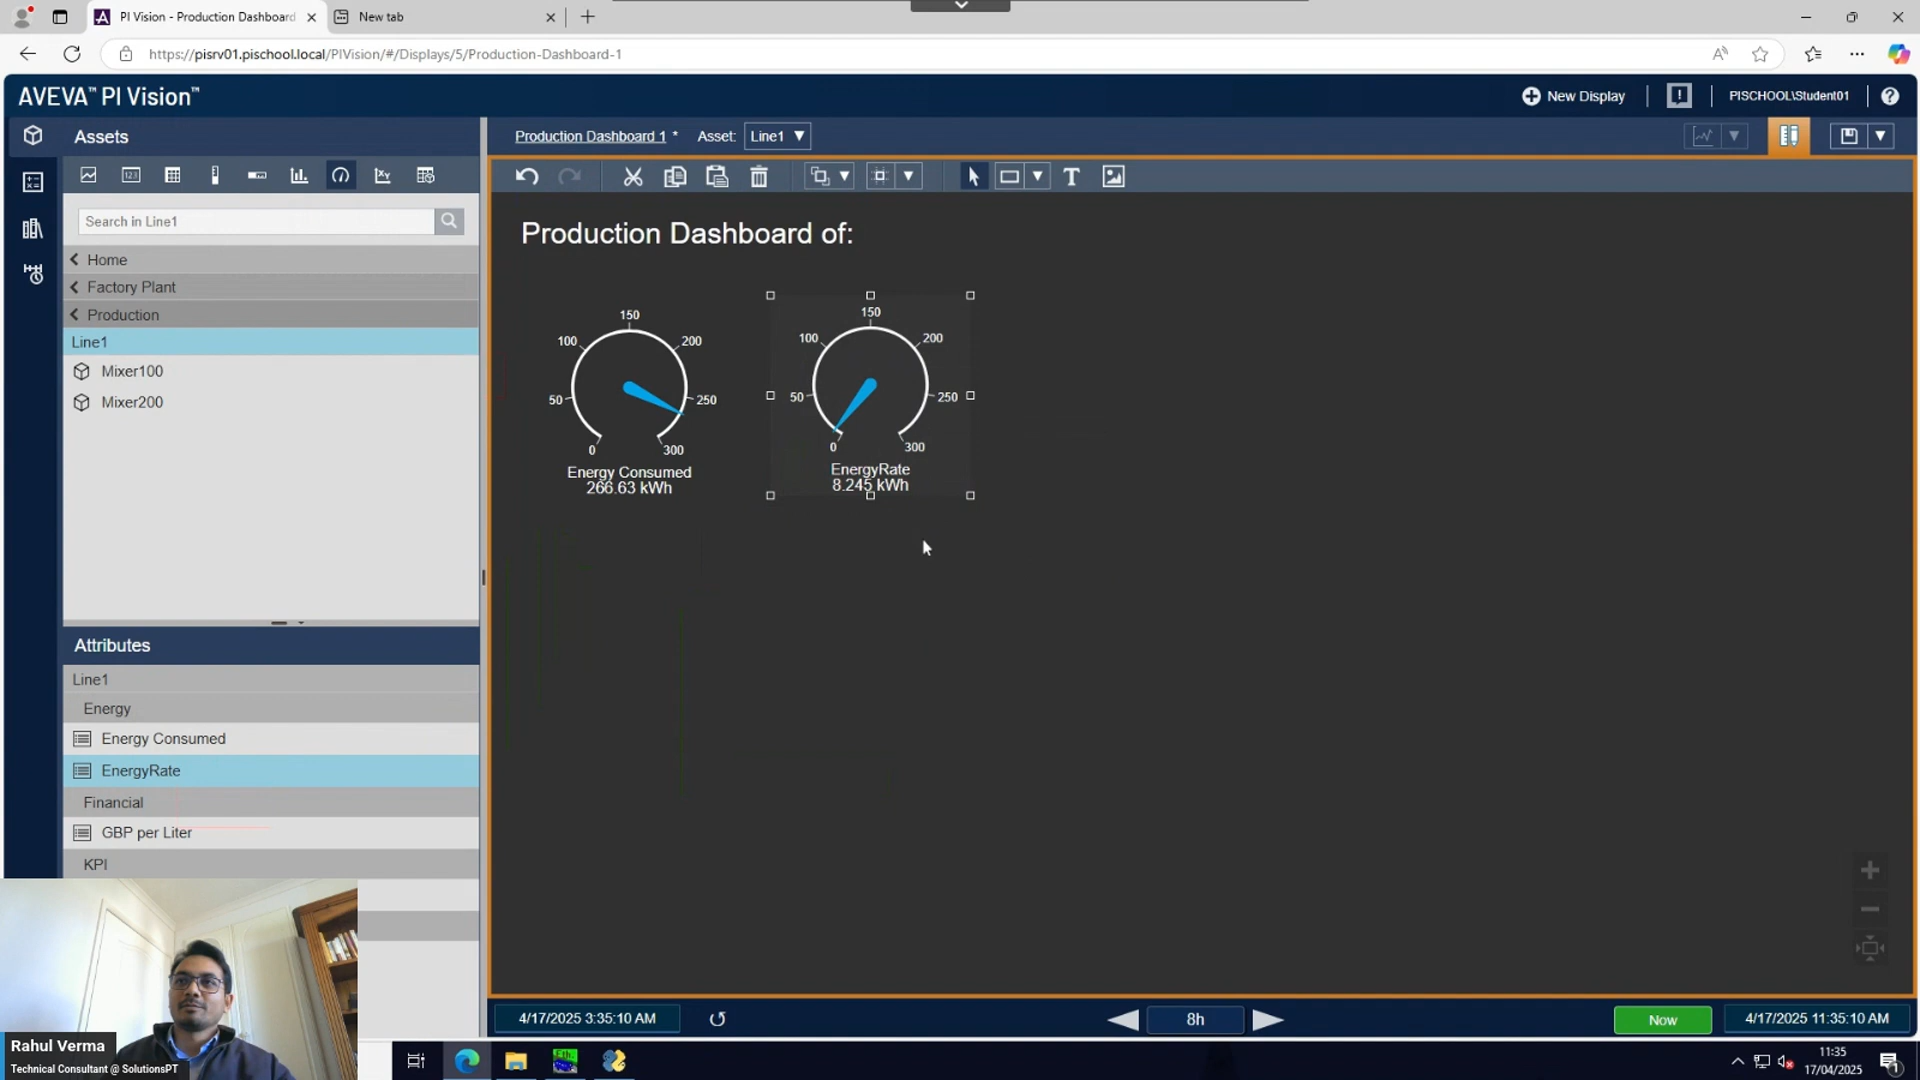 PI Vision - Production Dashboard
New tab
https://pisrv01.pischool.local/PIVision/#/Displays/5/Production-Dashboard-1
AVEVA™ PI Vision™
New Display
PISCHOOL\Student01
Assets
Production Dashboard 1 *
Asset:
Line1
Search in Line1
Home
Factory Plant
Production
Line1
Mixer100
Mixer200
Production Dashboard of:
150
100
200
50
250
0
300
Energy Consumed
266.63 kWh
150
100
200
50
250
0
300
EnergyRate
8.245 kWh
Attributes
Line1
Energy
Energy Consumed
EnergyRate
Financial
GBP per Liter
KPI
4/17/2025 3:35:10 AM
8h
Now
4/17/2025 11:35:10 AM
Rahul Verma
Technical Consultant @ SolutionsPT
11:35
17/04/2025